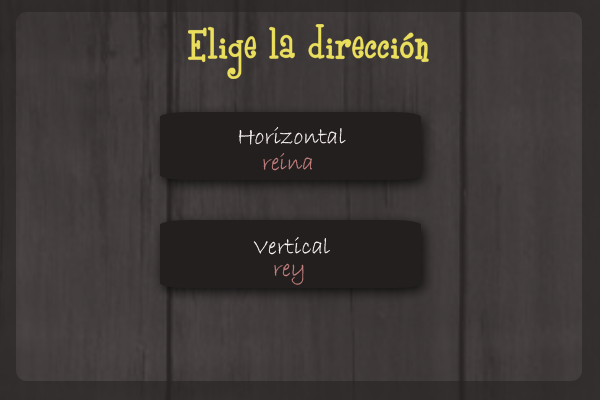 Elige la dirección
Horizontal
reina
Vertical
rey